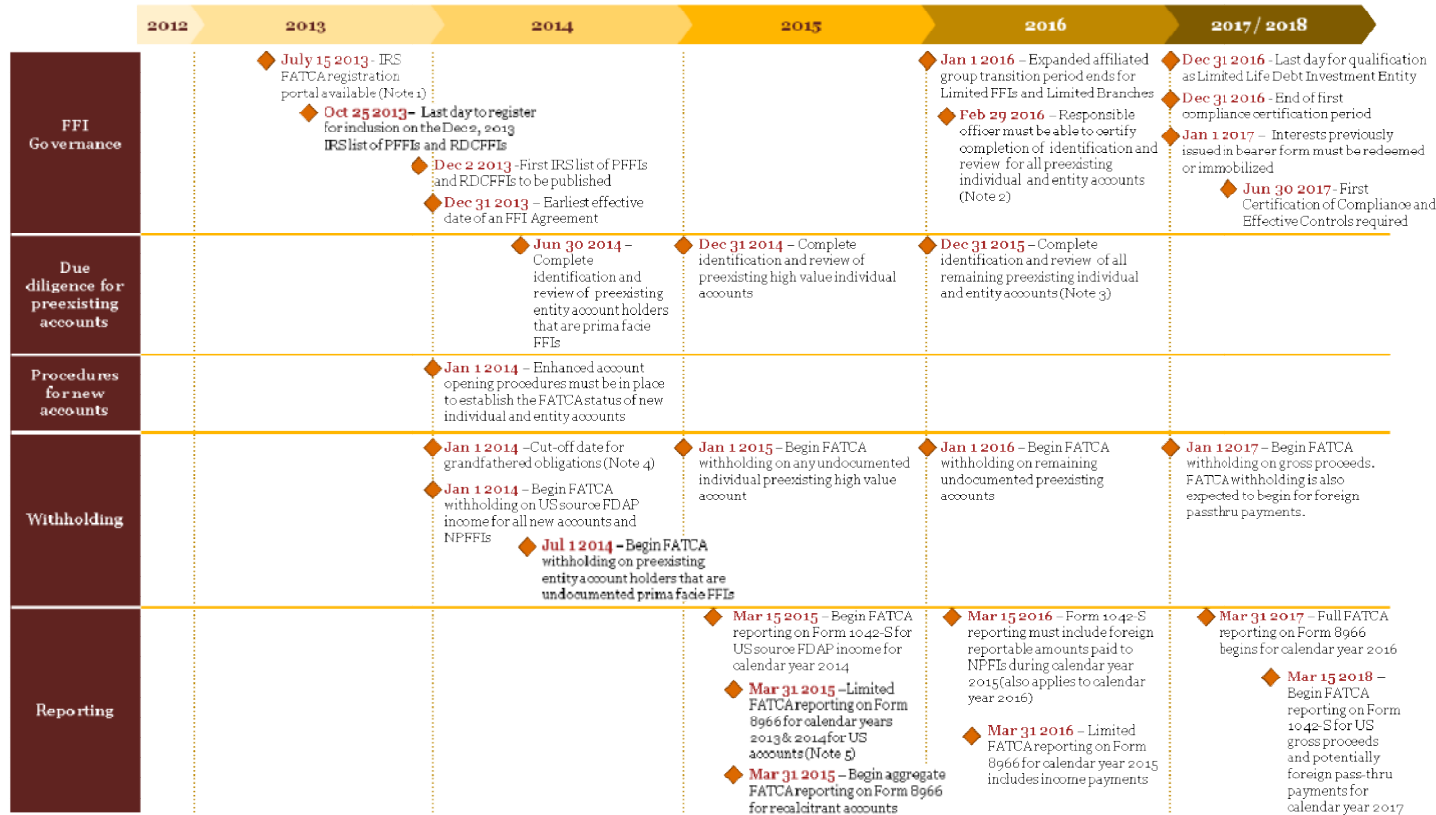 2012
2013
2014
2015
2016
2017 / 2018
FFI
Governance
July 15 2013- IRS
FATCA registration
portal available (Note 1)
Oct 25 2013– Last day to register
for inclusion on the Dec 2, 2013
IRS list of PFFIs and RDCFFIs
Dec 2 2013 -First IRS list of PFFIs
and RDCFFIs to be published
Dec 31 2013 – Earliest effective
date of an FFI Agreement
Jan 1 2016 – Expanded affiliated
group transition period ends for
Limited FFIs and Limited Branches
Feb 29 2016 – Responsible
officer must be able to certify
completion of identification and
review for all preexisting
individual and entity accounts
(Note 2)
Dec 31 2016 - Last day for qualification
as Limited Life Debt Investment Entity
Dec 31 2016 - End of first
compliance certification period
Jan 1 2017 – Interests previously
issued in bearer form must be redeemed
or immobilized
Jun 30 2017- First
Certification of Compliance and
Effective Controls required
Due
diligence for
preexisting
accounts
Jun 30 2014 –
Complete
identification and
review of preexisting
entity account holders
that are prima facie
FFIs
Dec 31 2014 – Complete
identification and review of
preexisting high value individual
accounts
Dec 31 2015 – Complete
identification and review of all
remaining preexisting individual
and entity accounts (Note 3)
Procedures
for new
accounts
Jan 1 2014 – Enhanced account
opening procedures must be in place
to establish the FATCA status of new
individual and entity accounts
Withholding
Jan 1 2014 –Cut-off date for
grandfathered obligations (Note 4)
Jan 1 2014 – Begin FATCA
withholding on US source FDAP
income for all new accounts and
NPFFIs
Jul 1 2014 – Begin FATCA
withholding on preexisting
entity account holders that are
undocumented prima facie FFIs
Jan 1 2015 – Begin FATCA
withholding on any undocumented
individual preexisting high value
account
Jan 1 2016 – Begin FATCA
withholding on remaining
undocumented preexisting
accounts
Jan 1 2017 – Begin FATCA
withholding on gross proceeds.
FATCA withholding is also
expected to begin for foreign
passthru payments.
Reporting
Mar 15 2015 – Begin FATCA
reporting on Form 1042-S for
US source FDAP income for
calendar year 2014
Mar 31 2015 –Limited
FATCA reporting on Form
8966 for calendar years
2013 & 2014 for US
accounts (Note 5)
Mar 31 2015 – Begin aggregate
FATCA reporting on Form 8966
for recalcitrant accounts
Mar 15 2016 – Form 1042-S
reporting must include foreign
reportable amounts paid to
NPFIs during calendar year
2015 (also applies to calendar
year 2016)
Mar 31 2016 – Limited
FATCA reporting on Form
8966 for calendar year 2015
includes income payments
Mar 31 2017 – Full FATCA
reporting on Form 8966
begins for calendar year 2016
Mar 15 2018 –
Begin FATCA
reporting on Form
1042-S for US
gross proceeds
and potentially
foreign pass-thru
payments for
calendar year 2017